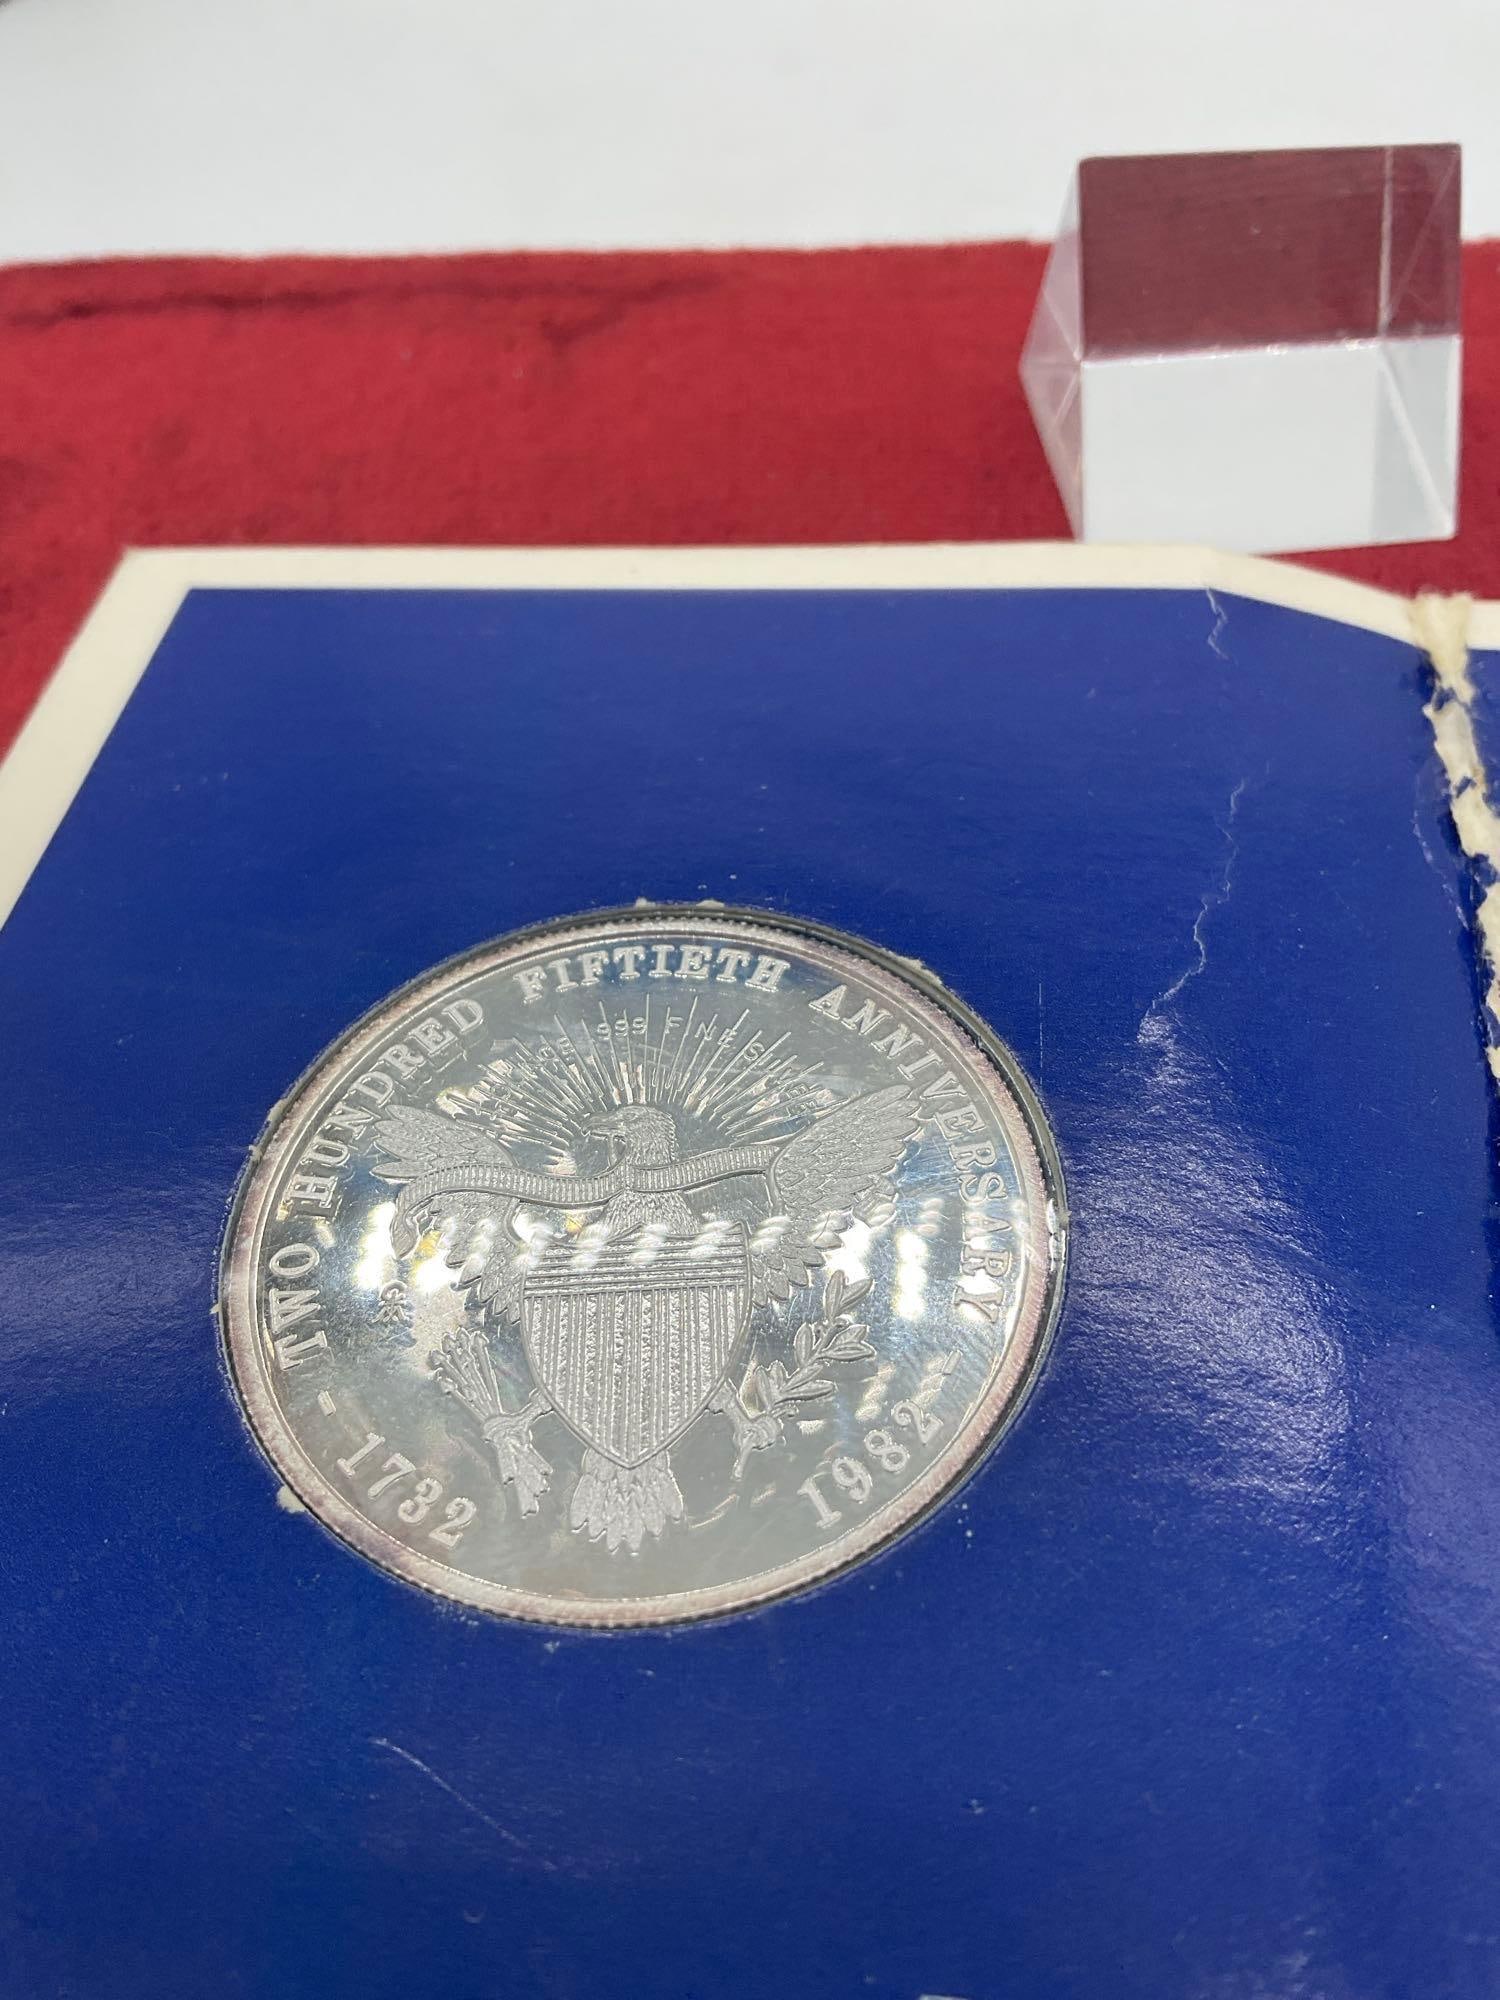 TWO HUNDRED FIFTIETH ANNIVERSARY
999 FINE SILVER
- 1732
1982 -